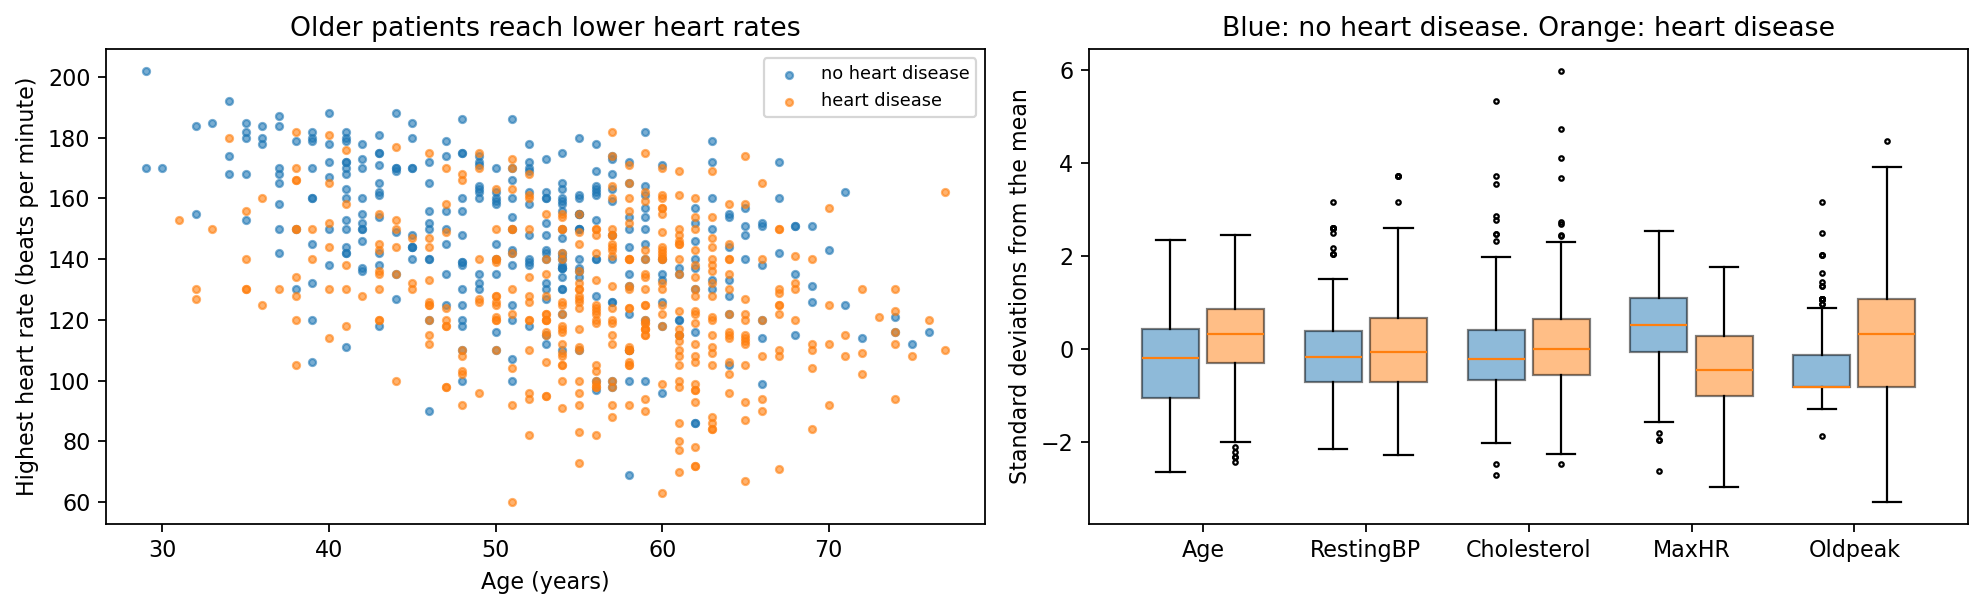 Older patients reach lower heart rates
Highest heart rate (beats per minute)
200
180
160
140
120
100
80
60
no heart disease
heart disease
30 40 50 60 70
Age (years)
Blue: no heart disease. Orange: heart disease
Standard deviations from the mean
6
4
2
0
−2
Age RestingBP Cholesterol MaxHR Oldpeak